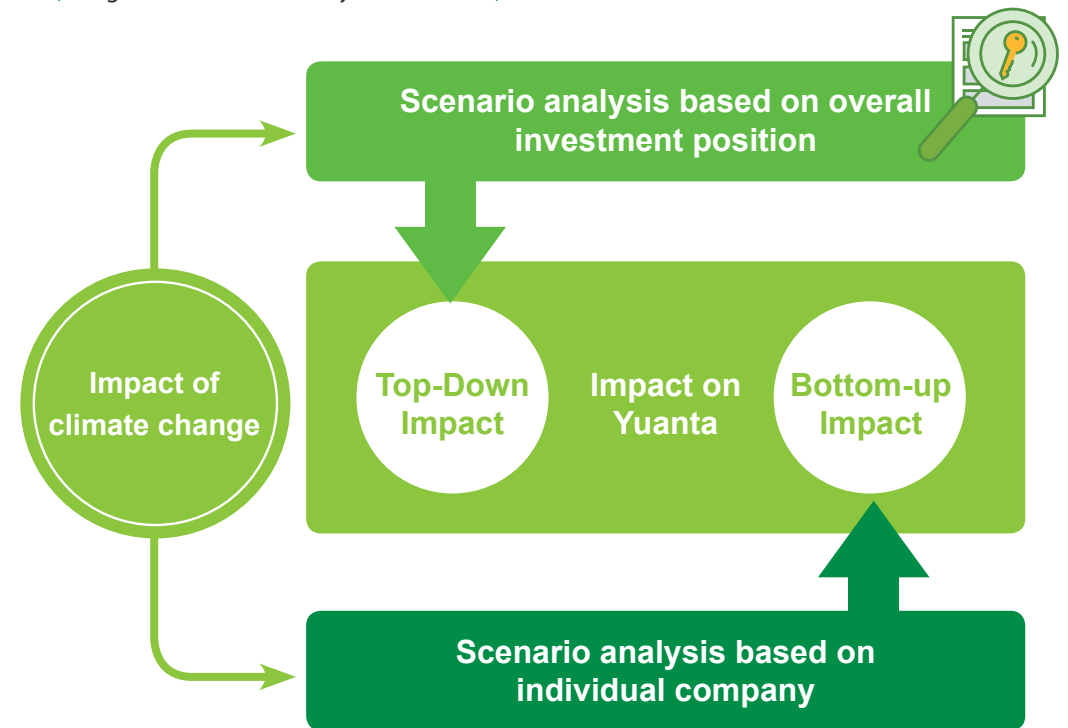 Scenario analysis based on overall
investment position
Impact of
climate change
Top-Down
Impact
Impact on
Yuanta
Bottom-up
Impact
Scenario analysis based on
individual company